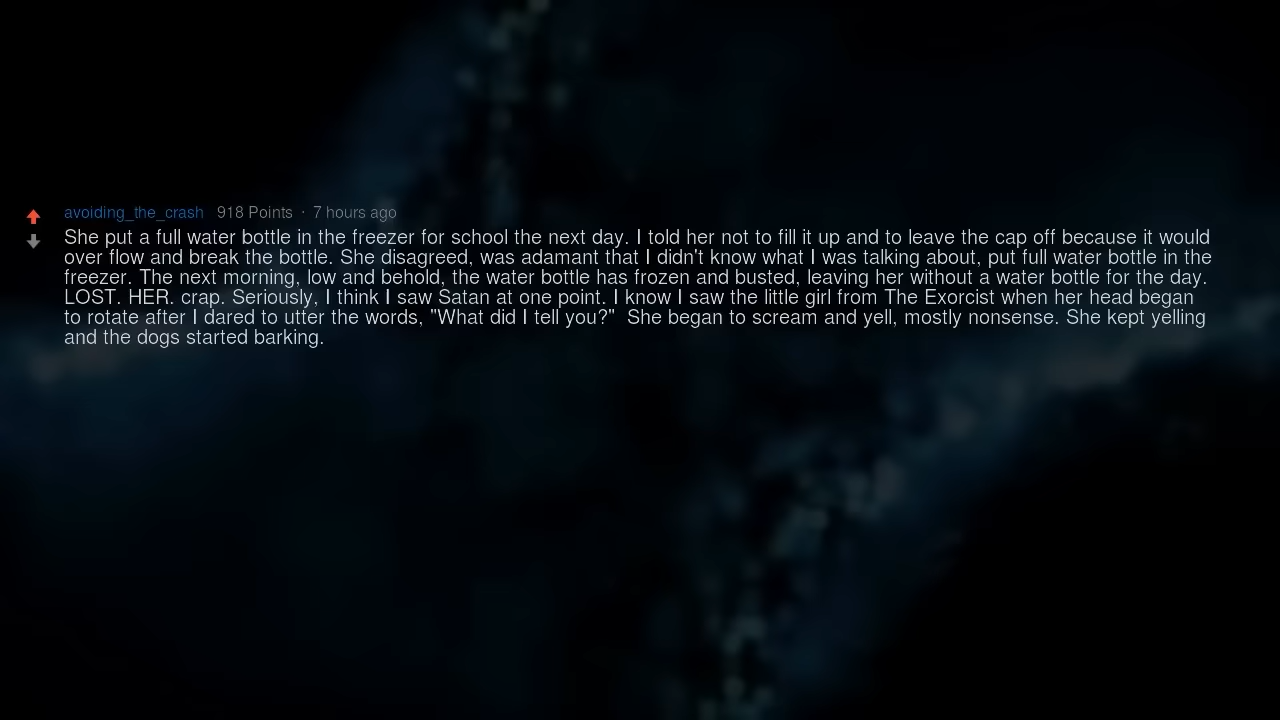 avoiding_the_crash 918 Points · 7 hours ago
She put a full water bottle in the freezer for school the next day. I told her not to fill it up and to leave the cap off because it would
over flow and break the bottle. She disagreed, was adamant that I didn't know what I was talking about, put full water bottle in the
freezer. The next morning, low and behold, the water bottle has frozen and busted, leaving her without a water bottle for the day.
LOST. HER. crap. Seriously, I think I saw Satan at one point. I know I saw the little girl from The Exorcist when her head began
to rotate after I dared to utter the words, "What did I tell you?"  She began to scream and yell, mostly nonsense. She kept yelling
and the dogs started barking.